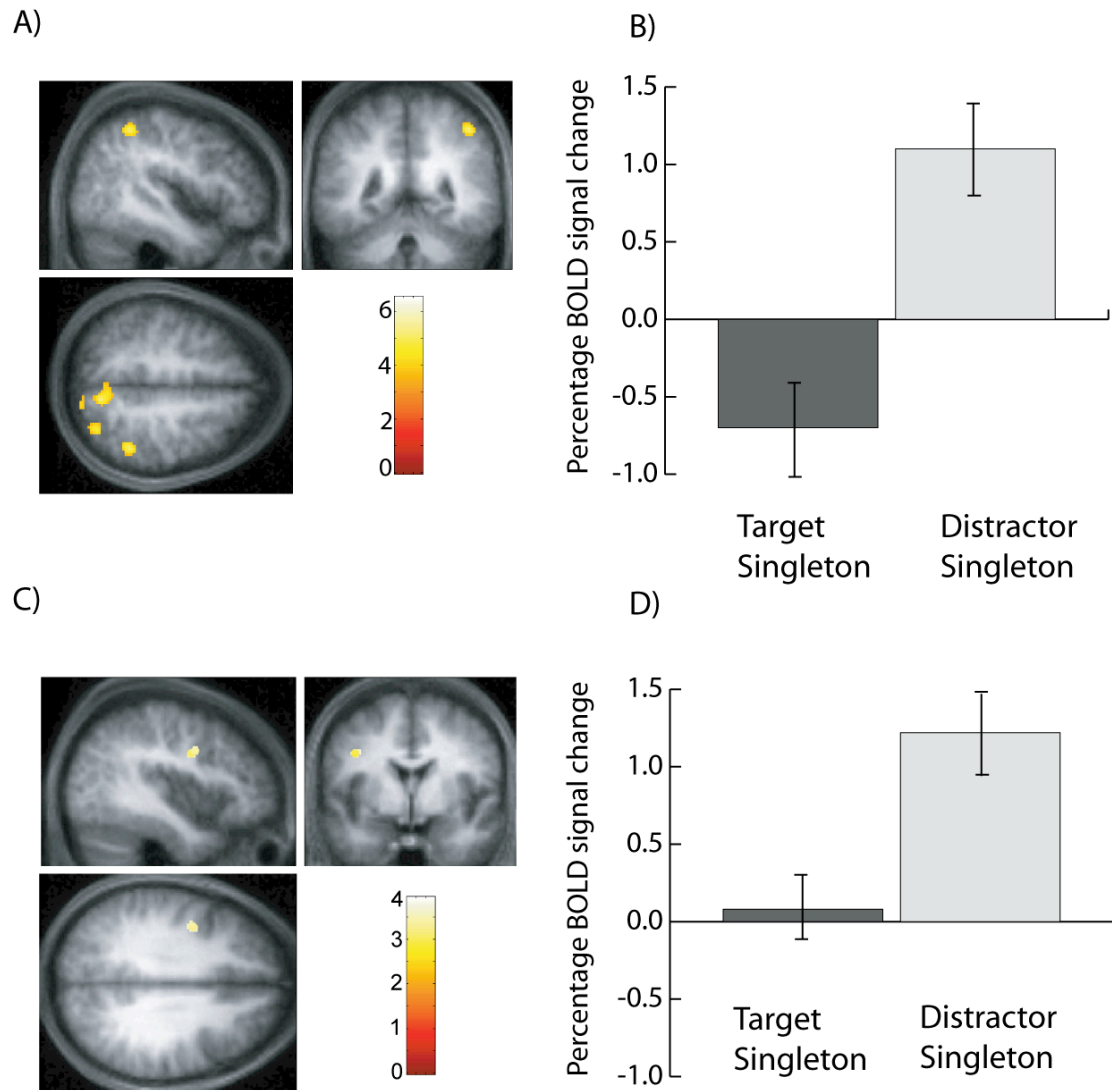 A)
6
4
2
0
B)
Percentage BOLD signal change
1.5
1.0
0.5
0.0
-0.5
-1.0
Target
Singleton
Distractor
Singleton
C)
4
3
2
1
0
D)
Percentage BOLD signal change
1.5
1.0
0.5
0.0
-0.5
-1.0
Target
Singleton
Distractor
Singleton